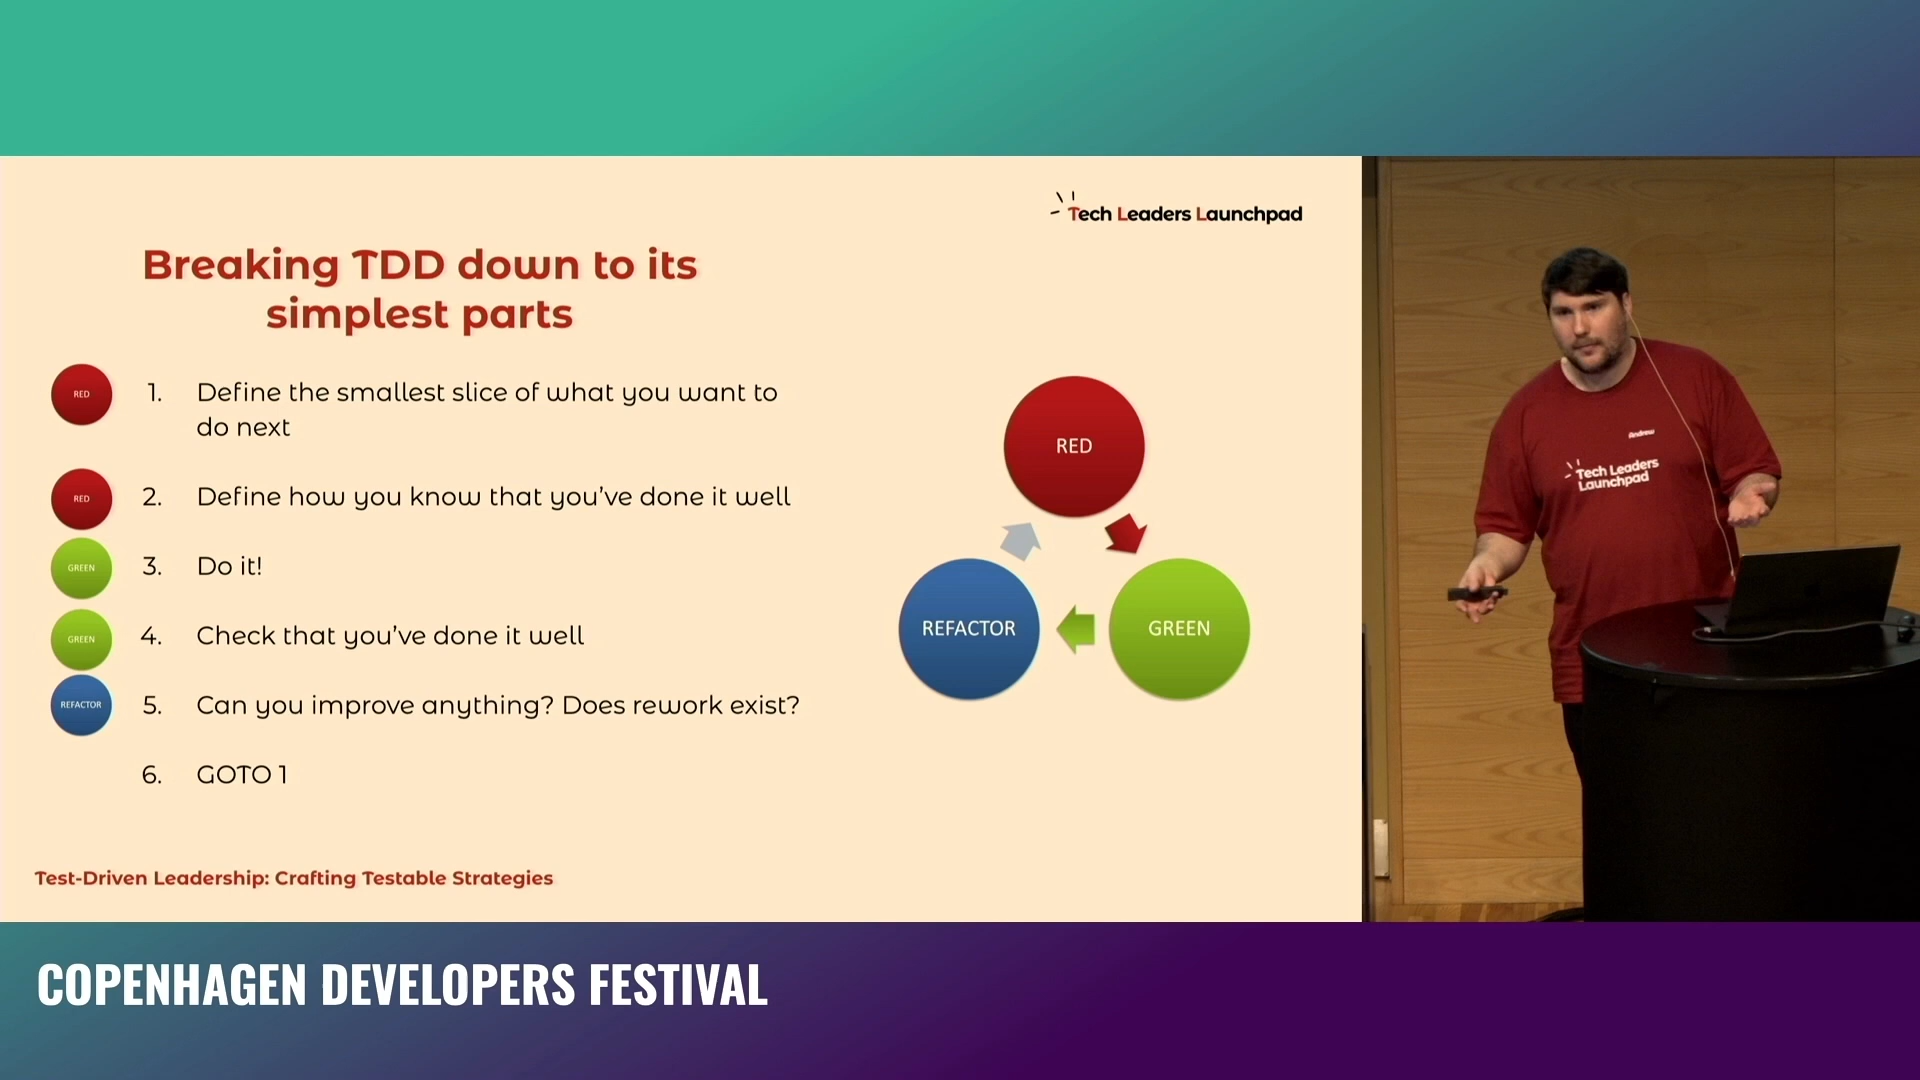 Tech Leaders Launchpad
Breaking TDD down to its
simplest parts
RED
1. Define the smallest slice of what you want to
do next
RED
2. Define how you know that you've done it well
GREEN
3. Do it!
GREEN
4. Check that you've done it well
REFACTOR
5. Can you improve anything? Does rework exist?
6. GOTO 1
RED
REFACTOR
GREEN
Test-Driven Leadership: Crafting Testable Strategies
Andrew
Tech Leaders
Launchpad
COPENHAGEN DEVELOPERS FESTIVAL